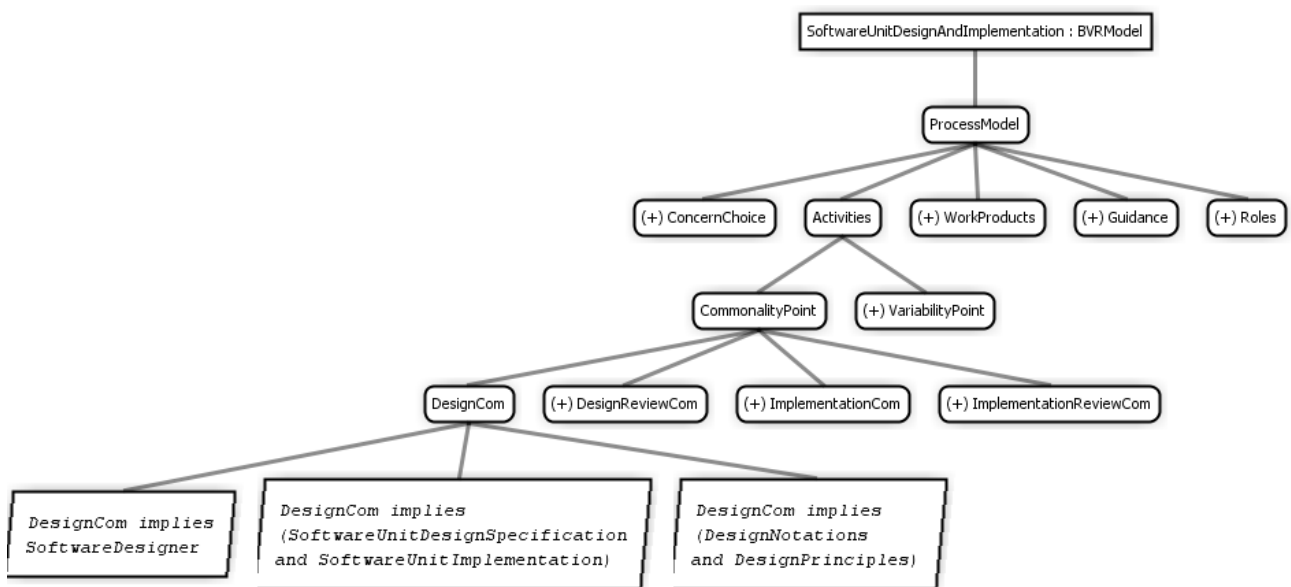 SoftwareUnitDesignAndImplementation : BVRModel
ProcessModel
(+) ConcernChoice
Activities
(+) WorkProducts
(+) Guidance
(+) Roles
CommonalityPoint
(+) VariabilityPoint
DesignCom
(+) DesignReviewCom
(+) ImplementationCom
(+) ImplementationReviewCom
DesignCom implies
SoftwareDesigner
DesignCom implies
(SoftwareUnitDesignSpecification
and SoftwareUnitImplementation)
DesignCom implies
(DesignNotations
and DesignPrinciples)